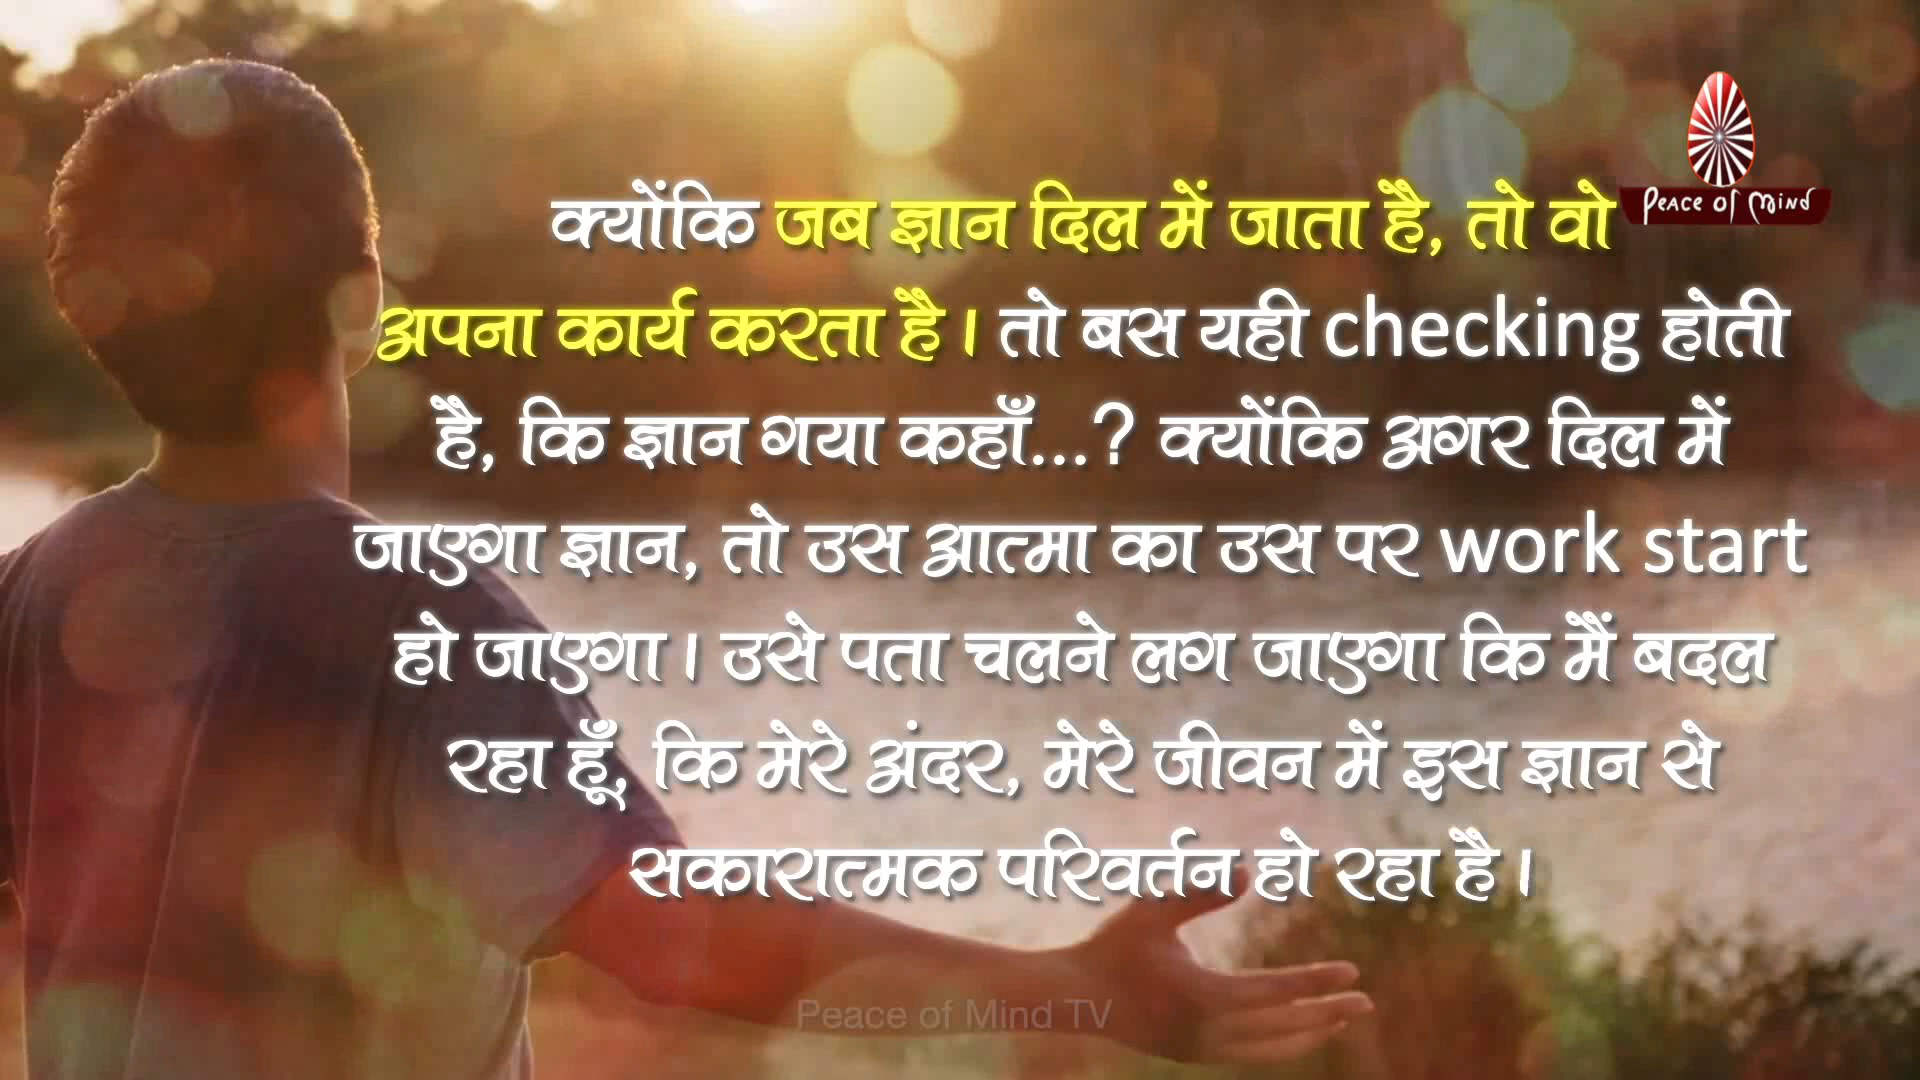 क्योंकि जब ज्ञान दिल में जाता है, तो वो
Peace of Mind
अपना कार्य करता है। तो बस यही checking होती
है, कि ज्ञान गया कहाँ...? क्योंकि अगर दिल में
जाएगा ज्ञान, तो उस आत्मा का उस पर work start
हो जाएगा। उसे पता चलने लग जाएगा कि मैं बदल
रहा हूँ, कि मेरे अंदर, मेरे जीवन में इस ज्ञान से
सकारात्मक परिवर्तन हो रहा है।
Peace of Mind TV